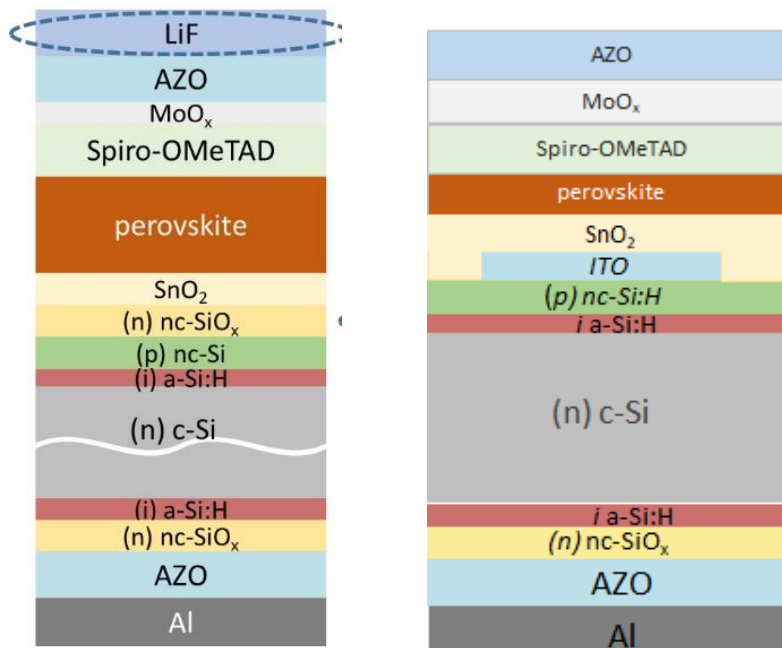 LiF
AZO
MoOₓ
Spiro-OMeTAD
perovskite
SnO₂
(n) nc-SiOₓ
(p) nc-Si
(i) a-Si:H
(n) c-Si
(i) a-Si:H
(n) nc-SiOₓ
AZO
Al
AZO
MoOₓ
Spiro-OMeTAD
perovskite
SnO₂
ITO
(p) nc-Si:H
i a-Si:H
(n) c-Si
i a-Si:H
(n) nc-SiOₓ
AZO
Al